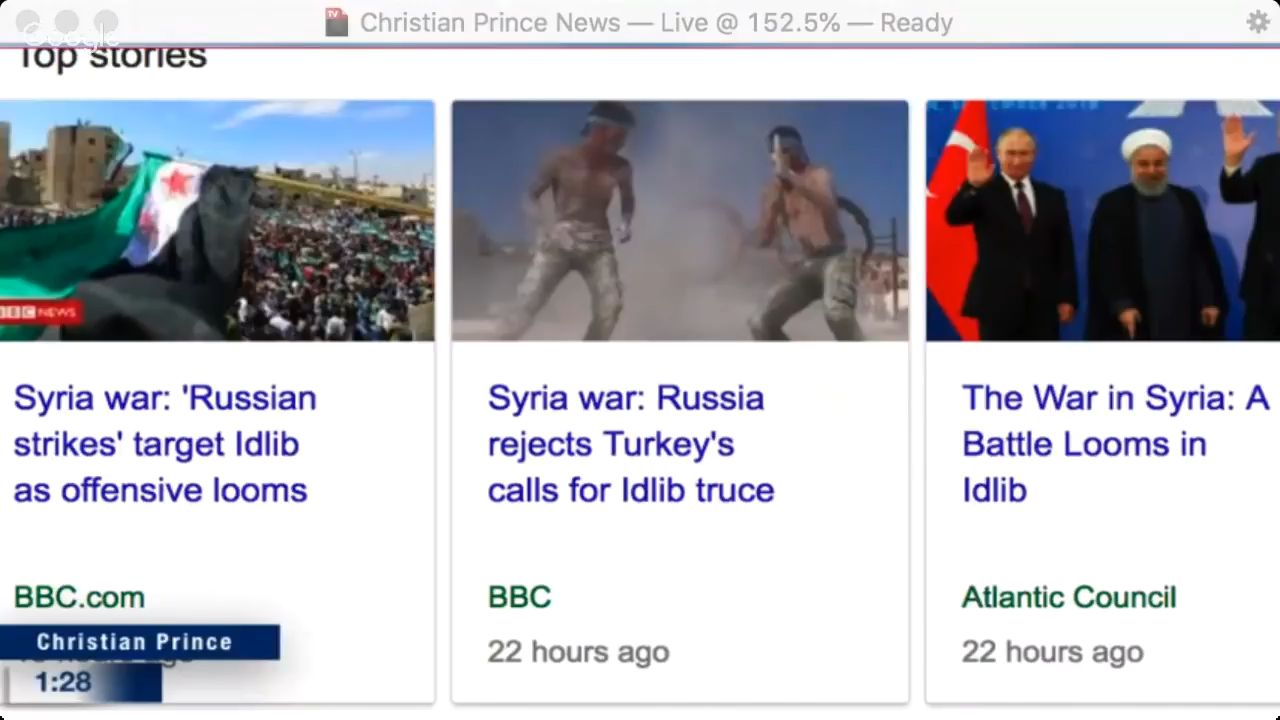 Christian Prince News — Live @ 152.5% — Ready
Google
Top stories
BBC NEWS
Syria war: 'Russian
strikes' target Idlib
as offensive looms
BBC.com
Syria war: Russia
rejects Turkey's
calls for Idlib truce
BBC
22 hours ago
The War in Syria: A
Battle Looms in
Idlib
Atlantic Council
22 hours ago
Christian Prince
1:28